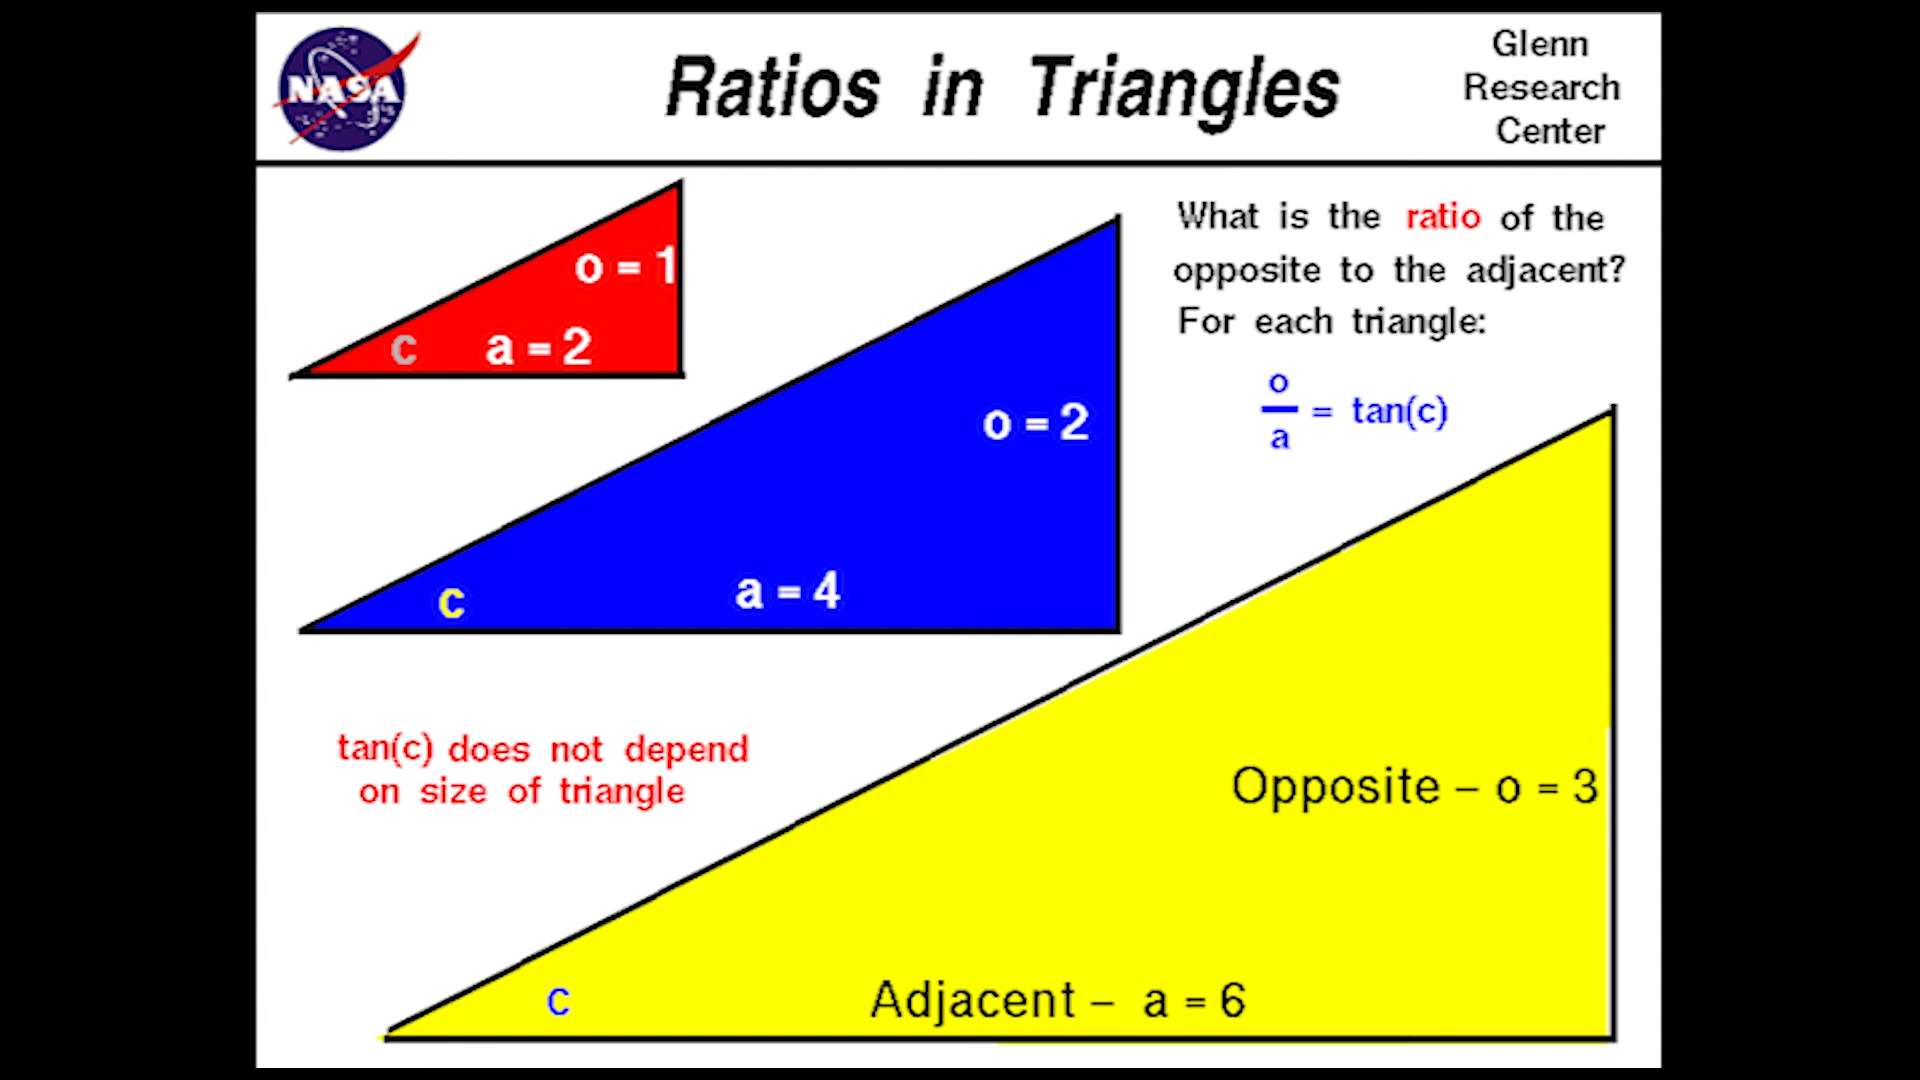 NASA
Ratios in Triangles
Glenn
Research
Center
o = 1
c a = 2
o = 2
c a = 4
What is the ratio of the
opposite to the adjacent?
For each triangle:
o
a
= tan(c)
tan(c) does not depend
on size of triangle
Opposite – o = 3
c Adjacent – a = 6